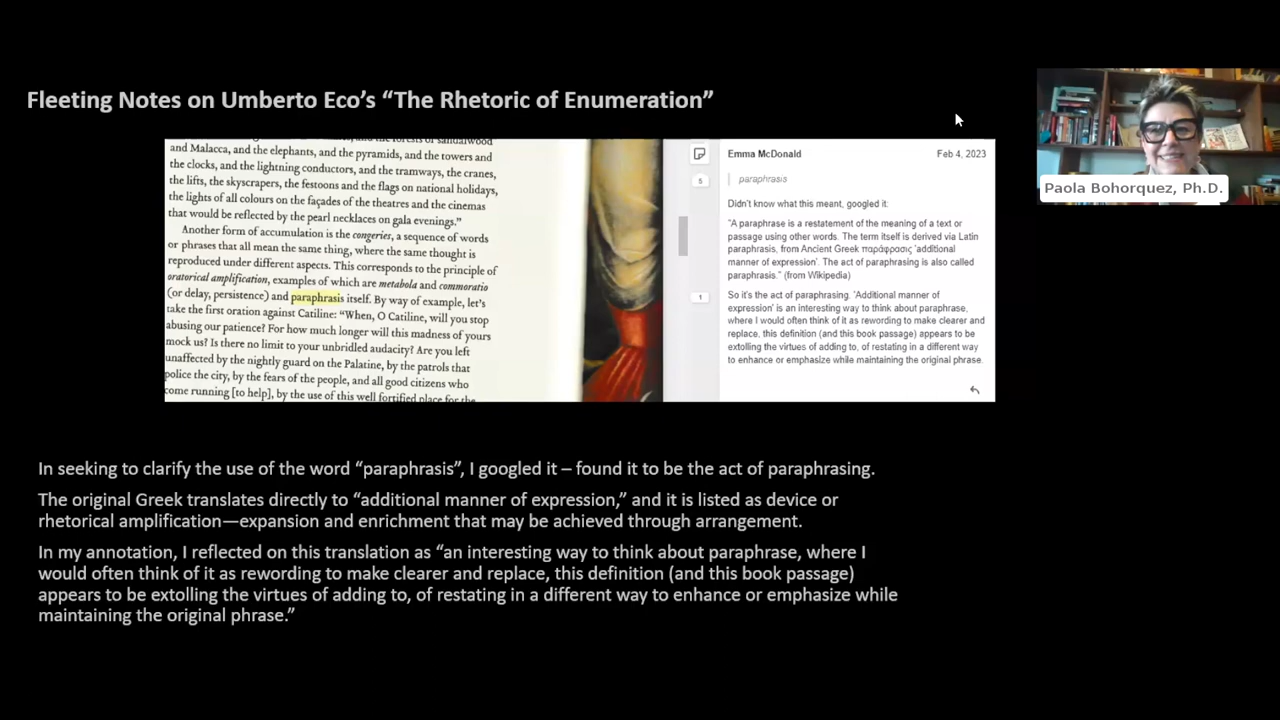 Fleeting Notes on Umberto Eco's “The Rhetoric of Enumeration”
and Malacca, and the elephants, and the pyramids, and the towers and
the clocks, and the lightning conductors, and the tramways, the cranes,
the lifts, the skyscrapers, the festoons and the flags on national holidays,
the lights of all colours on the façades of the theatres and the cinemas
that would be reflected by the pearl necklaces on gala evenings.”
Another form of accumulation is the congeries, a sequence of words
or phrases that all mean the same thing, where the same thought is
reproduced under different aspects. This corresponds to the principle of
oratorical amplification, examples of which are metabola and commoratio
(or delay, persistence) and paraphrasis itself. By way of example, let's
take the first oration against Catiline: “When, O Catiline, will you stop
abusing our patience? For how much longer will this madness of yours
mock us? Is there no limit to your unbridled audacity? Are you left
unaffected by the nightly guard on the Palatine, by the patrols that
police the city, by the fears of the people, and all good citizens who
come running [to help], by the use of this well fortified place for the
5
1
Emma McDonald Feb 4, 2023
paraphrasis
Didn't know what this meant, googled it:
"A paraphrase is a restatement of the meaning of a text or
passage using other words. The term itself is derived via Latin
paraphrasis, from Ancient Greek παράφρασις 'additional
manner of expression'. The act of paraphrasing is also called
paraphrasis." (from Wikipedia)
So it's the act of paraphrasing. 'Additional manner of
expression' is an interesting way to think about paraphrase,
where I would often think of it as rewording to make clearer and
replace, this definition (and this book passage) appears to be
extolling the virtues of adding to, of restating in a different way
to enhance or emphasize while maintaining the original phrase.
Paola Bohorquez, Ph.D.
In seeking to clarify the use of the word “paraphrasis”, I googled it – found it to be the act of paraphrasing.
The original Greek translates directly to “additional manner of expression,” and it is listed as device or
rhetorical amplification—expansion and enrichment that may be achieved through arrangement.
In my annotation, I reflected on this translation as “an interesting way to think about paraphrase, where I
would often think of it as rewording to make clearer and replace, this definition (and this book passage)
appears to be extolling the virtues of adding to, of restating in a different way to enhance or emphasize while
maintaining the original phrase.”